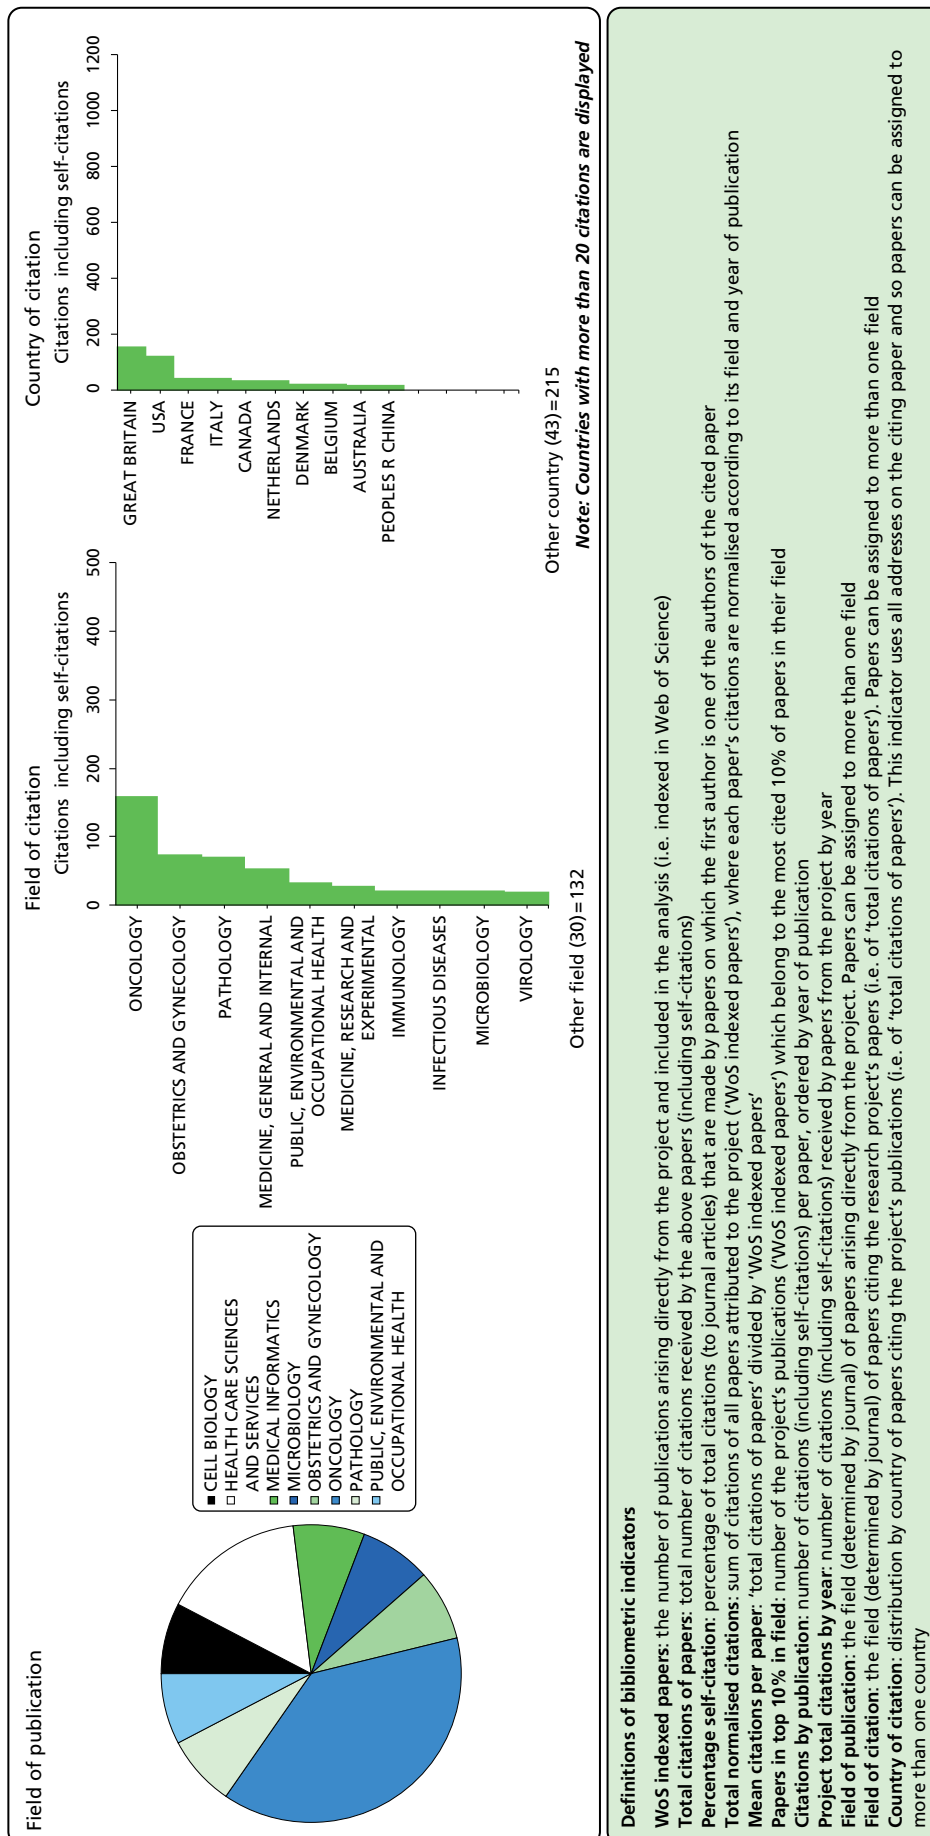 Field of publication
CELL BIOLOGY
HEALTH CARE SCIENCES
AND SERVICES
MEDICAL INFORMATICS
MICROBIOLOGY
OBSTETRICS AND GYNECOLOGY
ONCOLOGY
PATHOLOGY
PUBLIC, ENVIRONMENTAL AND
OCCUPATIONAL HEALTH
Field of citation
Citations including self-citations
0 100 200 300 400 500
ONCOLOGY
OBSTETRICS AND GYNECOLOGY
PATHOLOGY
MEDICINE, GENERAL AND INTERNAL
PUBLIC, ENVIRONMENTAL AND
OCCUPATIONAL HEALTH
MEDICINE, RESEARCH AND
EXPERIMENTAL
IMMUNOLOGY
INFECTIOUS DISEASES
MICROBIOLOGY
VIROLOGY
Other field (30)=132
Country of citation
Citations including self-citations
0 200 400 600 800 1000 1200
GREAT BRITAIN
USA
FRANCE
ITALY
CANADA
NETHERLANDS
DENMARK
BELGIUM
AUSTRALIA
PEOPLES R CHINA
Other country (43)=215
Note: Countries with more than 20 citations are displayed
Definitions of bibliometric indicators
WoS indexed papers: the number of publications arising directly from the project and included in the analysis (i.e. indexed in Web of Science)
Total citations of papers: total number of citations received by the above papers (including self-citations)
Percentage self-citation: percentage of total citations (to journal articles) that are made by papers on which the first author is one of the authors of the cited paper
Total normalised citations: sum of citations of all papers attributed to the project ('WoS indexed papers'), where each paper's citations are normalised according to its field and year of publication
Mean citations per paper: 'total citations of papers' divided by 'WoS indexed papers'
Papers in top 10% in field: number of the project's publications ('WoS indexed papers') which belong to the most cited 10% of papers in their field
Citations by publication: number of citations (including self-citations) per paper, ordered by year of publication
Project total citations by year: number of citations (including self-citations) received by papers from the project by year
Field of publication: the field (determined by journal) of papers arising directly from the project. Papers can be assigned to more than one field
Field of citation: the field (determined by journal) of papers citing the research project's papers (i.e. of 'total citations of papers'). Papers can be assigned to more than one field
Country of citation: distribution by country of papers citing the project's publications (i.e. of 'total citations of papers'). This indicator uses all addresses on the citing paper and so papers can be assigned to
more than one country